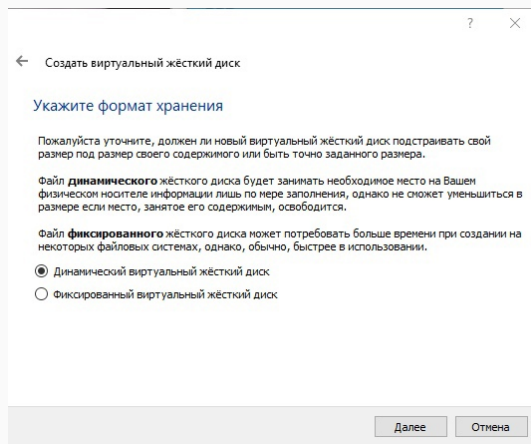 ?
Создать виртуальный жёсткий диск
Укажите формат хранения
Пожалуйста уточните, должен ли новый виртуальный жёсткий диск подстраивать свой
размер под размер своего содержимого или быть точно заданного размера.
Файл динамического жёсткого диска будет занимать необходимое место на Вашем
физическом носителе информации лишь по мере заполнения, однако не сможет уменьшиться в
размере если место, занятое его содержимым, освободится.
Файл фиксированного жёсткого диска может потребовать больше времени при создании на
некоторых файловых системах, однако, обычно, быстрее в использовании.
Динамический виртуальный жёсткий диск
Фиксированный виртуальный жёсткий диск
Далее Отмена